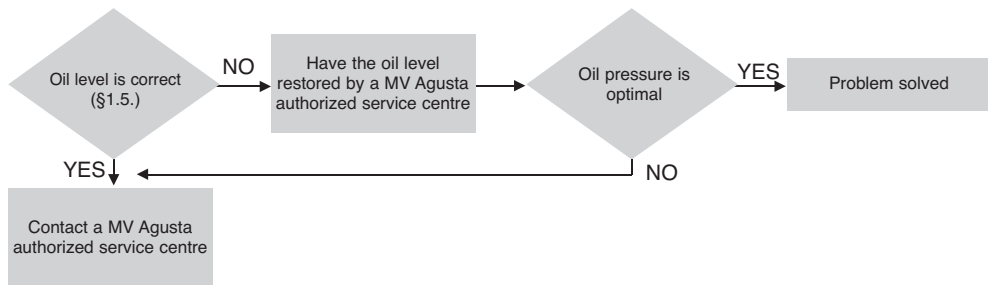 Oil level is correct
(§1.5.)
NO
Have the oil level
restored by a MV Agusta
authorized service centre
Oil pressure is
optimal
YES
Problem solved
YES
NO
Contact a MV Agusta
authorized service centre